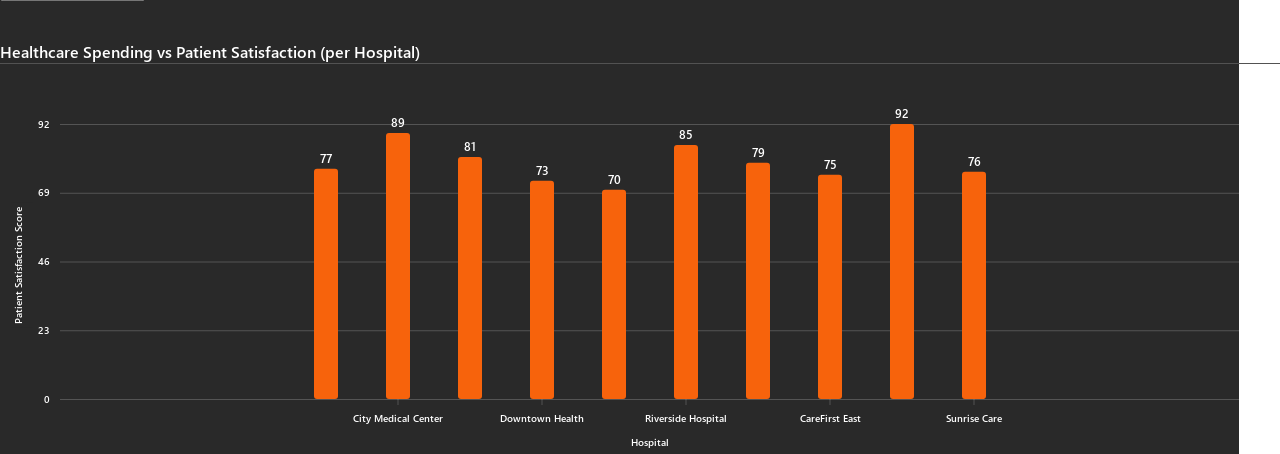 Healthcare Spending vs Patient Satisfaction (per Hospital)
92
69
46
23
0
Patient Satisfaction Score
77
89
81
73
70
85
79
75
92
76
City Medical Center
Downtown Health
Riverside Hospital
CareFirst East
Sunrise Care
Hospital